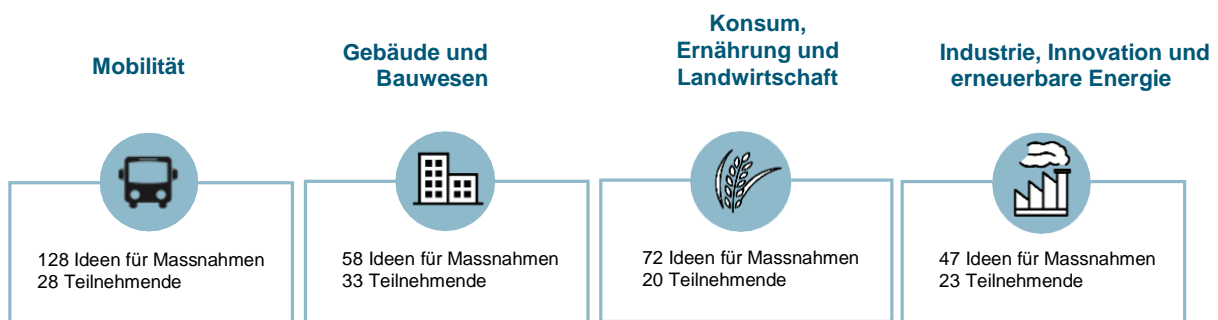 Mobilität
Gebäude und
Bauwesen
Konsum,
Ernährung und
Landwirtschaft
Industrie, Innovation und
erneuerbare Energie
128 Ideen für Massnahmen
28 Teilnehmende
58 Ideen für Massnahmen
33 Teilnehmende
72 Ideen für Massnahmen
20 Teilnehmende
47 Ideen für Massnahmen
23 Teilnehmende